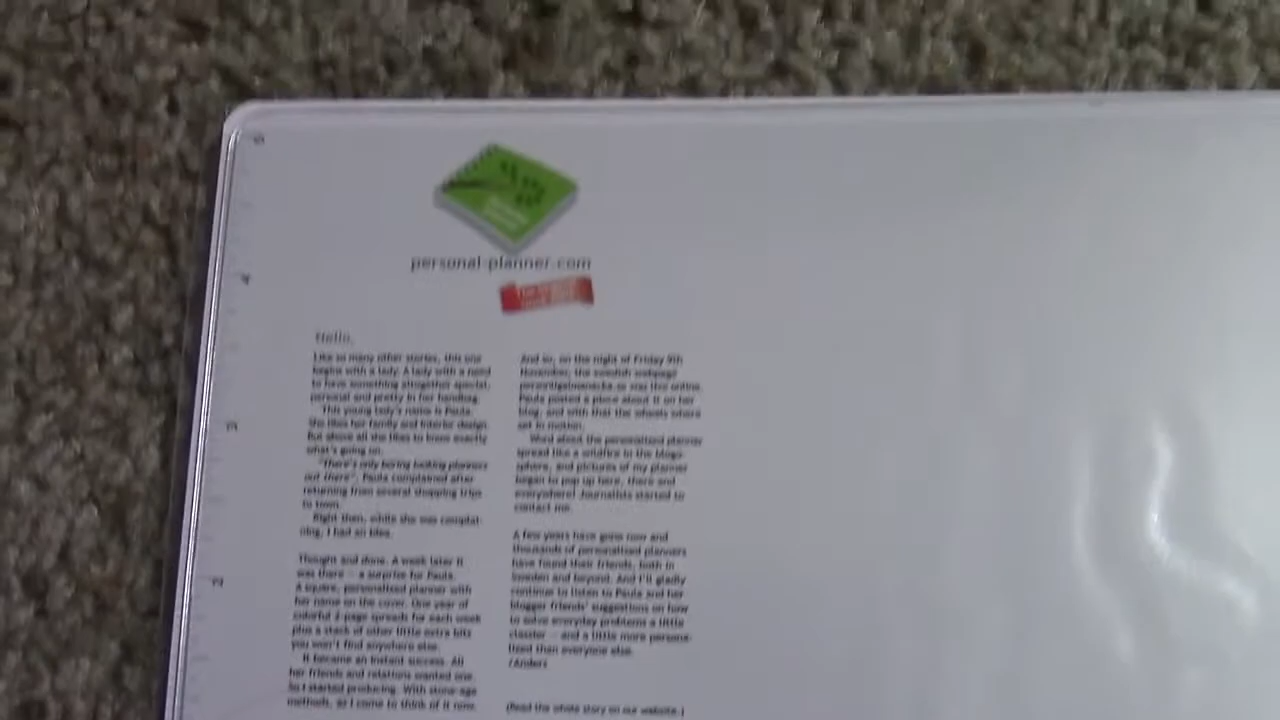 5
personal-planner.com
4
Hello,
Like so many other stories, this one
begins with a lady. A lady with a need
to have something altogether special,
personal and pretty in her handbag.
This young lady's name is Paula.
She likes her family and interior design.
But above all she likes to know exactly
what's going on.
"There's only boring looking planners
out there", Paula complained after
returning from several shopping trips
to town.
Right then, while she was complai-
ning, I had an idea.
Thought and done. A week later it
was there – a surprise for Paula.
A square, personalised planner with
her name on the cover. One year of
colorful 2-page spreads for each week
plus a stack of other little extra bits
you won't find anywhere else.
It became an instant success. All
her friends and relations wanted one.
So I started producing. With stone-age
methods, as I come to think of it now.
And so, on the night of Friday 9th
November, the swedish webpage
was live online.
Paula posted a piece about it on her
blog, and with that the wheels where
set in motion.
Word about the personalised planner
spread like a wildfire in the blogo-
sphere, and pictures of my planner
began to pop up here, there and
everywhere! Journalists started to
contact me.
A few years have gone now and
thousands of personalised planners
have found their friends, both in
Sweden and beyond. And I'll gladly
continue to listen to Paula and her
blogger friends' suggestions on how
to solve everyday problems a little
classier – and a little more persona-
lized than everyone else.
/Anders
(Read the whole story on our website.)
3
2